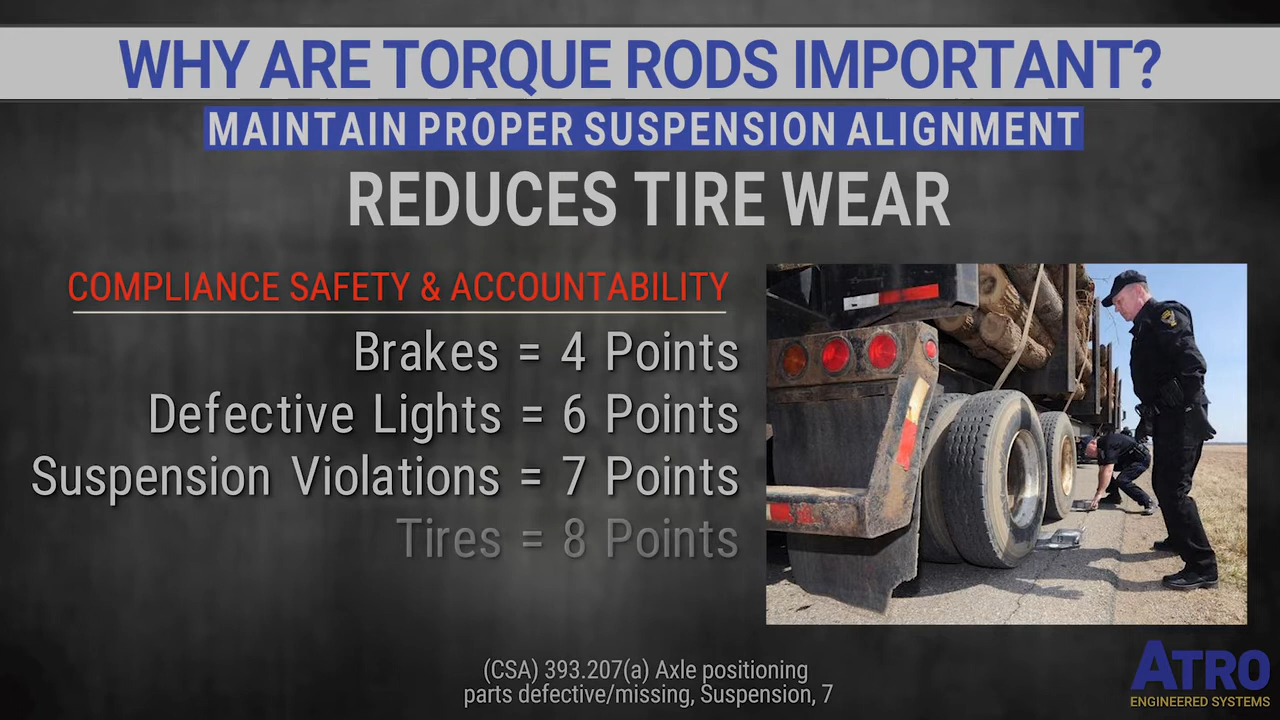 WHY ARE TORQUE RODS IMPORTANT?
MAINTAIN PROPER SUSPENSION ALIGNMENT
REDUCES TIRE WEAR
COMPLIANCE SAFETY & ACCOUNTABILITY
Brakes = 4 Points
Defective Lights = 6 Points
Suspension Violations = 7 Points
Tires = 8 Points
(CSA) 393.207(a) Axle positioning
parts defective/missing, Suspension, 7
ATRO
ENGINEERED SYSTEMS